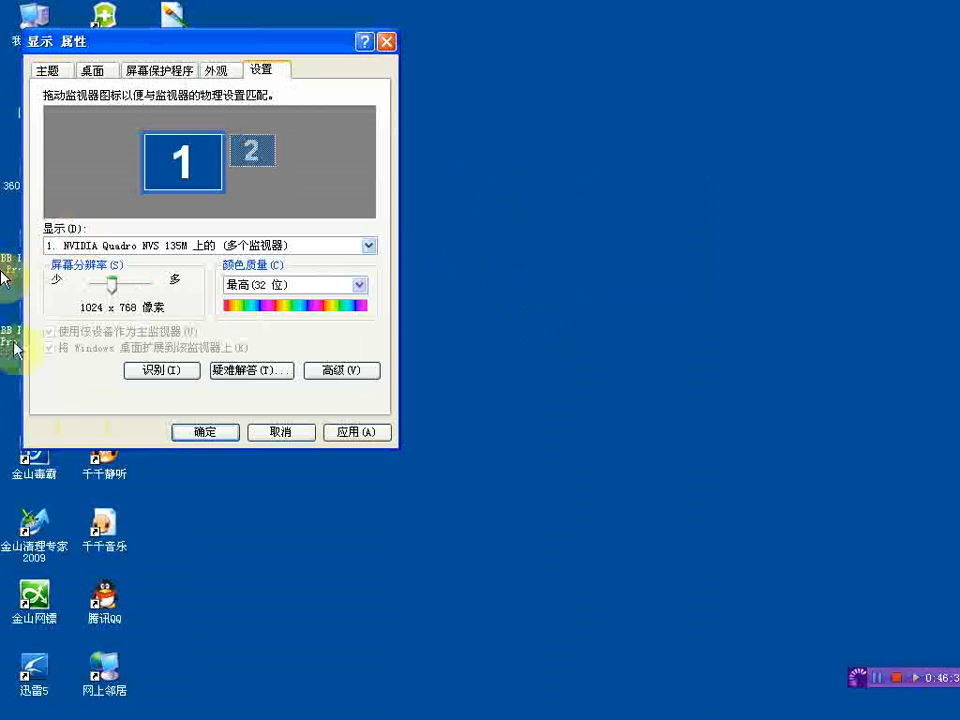 显示 属性
主题 桌面 屏幕保护程序 外观 设置
拖动监视器图标以便与监视器的物理设置匹配。
1 2
显示(D):
1. NVIDIA Quadro NVS 135M 上的 (多个监视器)
屏幕分辨率(S)
少 多
1024 x 768 像素
颜色质量(C)
最高(32 位)
使用该设备作为主监视器(U)
将 Windows 桌面扩展到该监视器上(E)
识别(I) 疑难解答(T)... 高级(V)
确定 取消 应用(A)
我
360
BB
BB
金山毒霸 千千静听
金山清理专家 2009
千千音乐
金山网镖 腾讯QQ
迅雷5 网上邻居
0:46:3